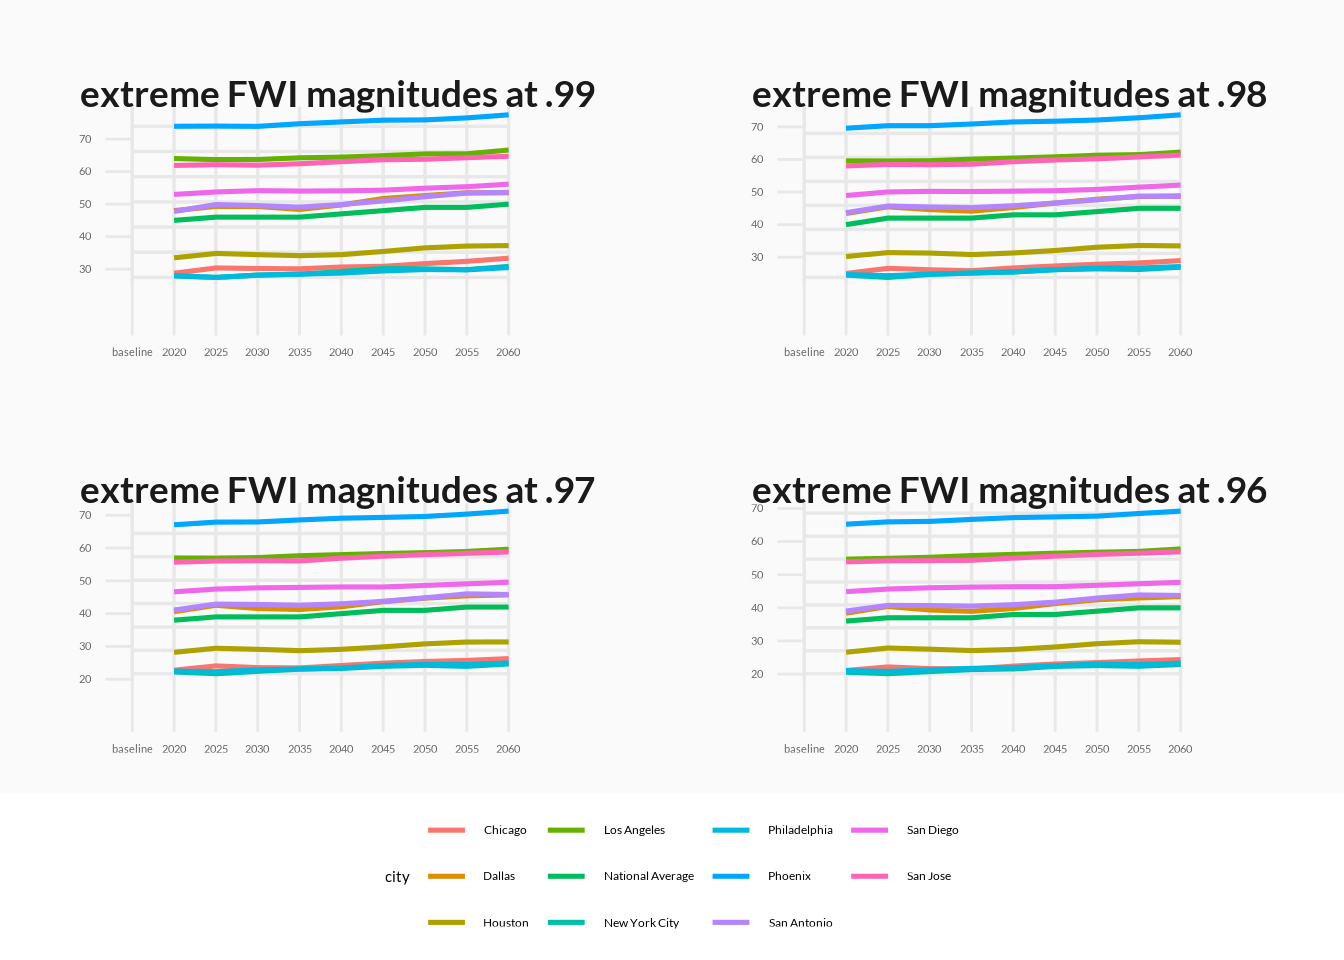 extreme FWI magnitudes at .99
70
60
50
40
30
baseline 2020 2025 2030 2035 2040 2045 2050 2055 2060
extreme FWI magnitudes at .98
70
60
50
40
30
baseline 2020 2025 2030 2035 2040 2045 2050 2055 2060
extreme FWI magnitudes at .97
70
60
50
40
30
20
baseline 2020 2025 2030 2035 2040 2045 2050 2055 2060
extreme FWI magnitudes at .96
70
60
50
40
30
20
baseline 2020 2025 2030 2035 2040 2045 2050 2055 2060
Chicago Los Angeles Philadelphia San Diego
city Dallas National Average Phoenix San Jose
Houston New York City San Antonio